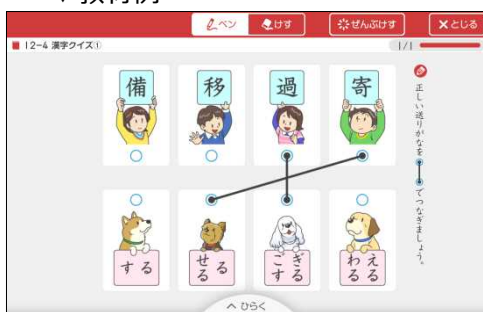 ペン
けす
ぜんぶけす
とじる
12-4 漢字クイズ①
1/1
正しい送りがなを でつなぎましょう。
備
移
過
寄
る す
る せる
ぎる ごす
える わる
ひらく